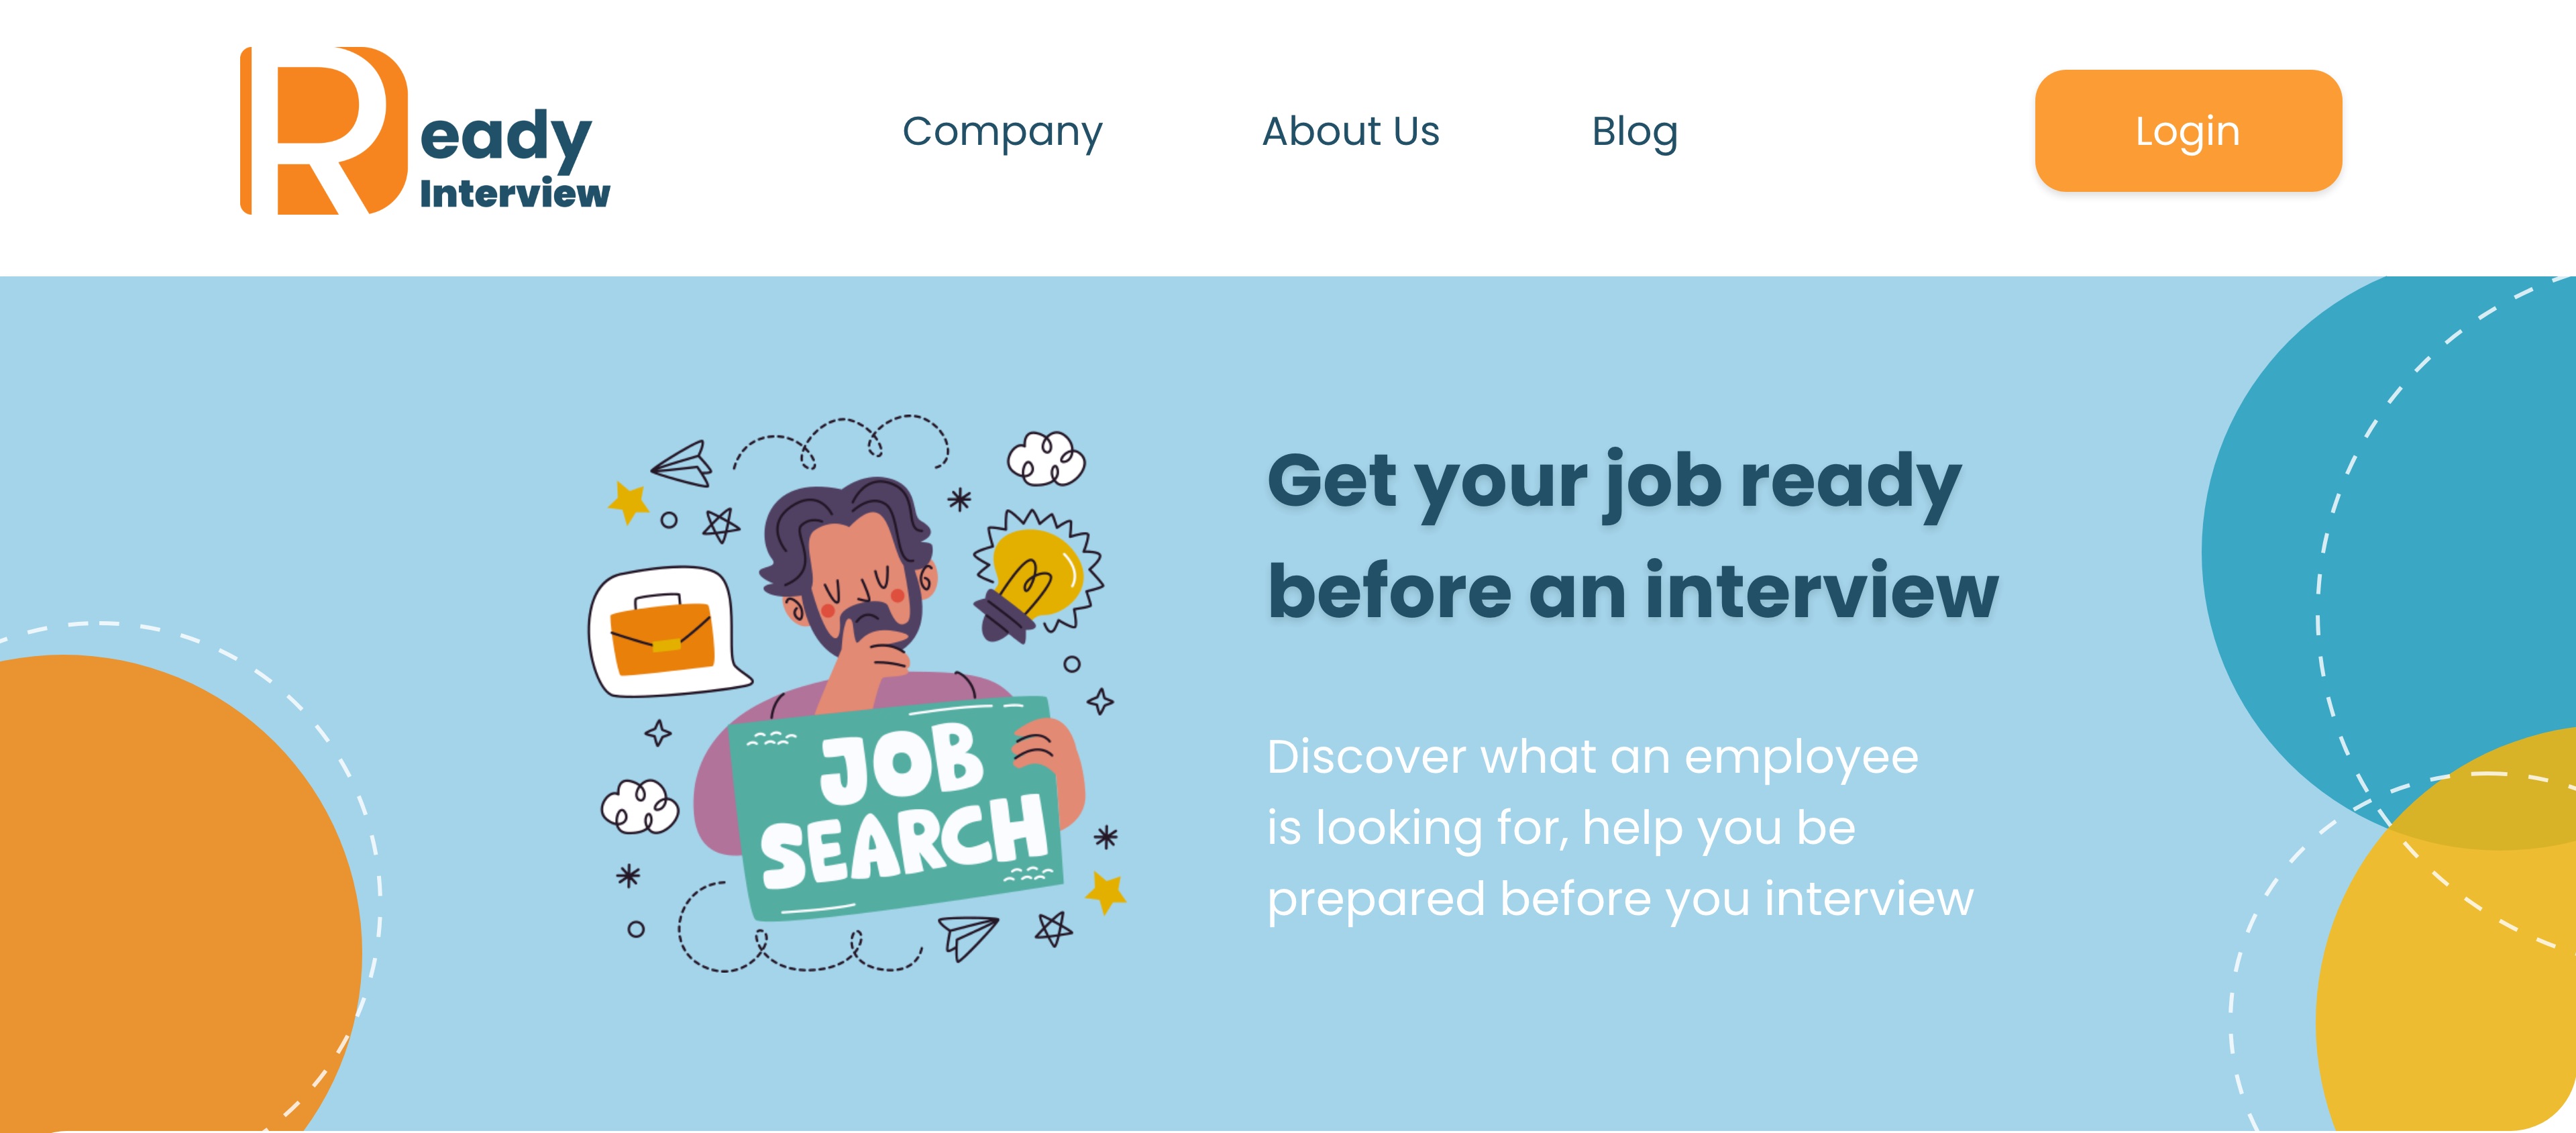 Ready
Interview
Company
About Us
Blog
Login
JOB
SEARCH
Get your job ready
before an interview
Discover what an employee
is looking for, help you be
prepared before you interview